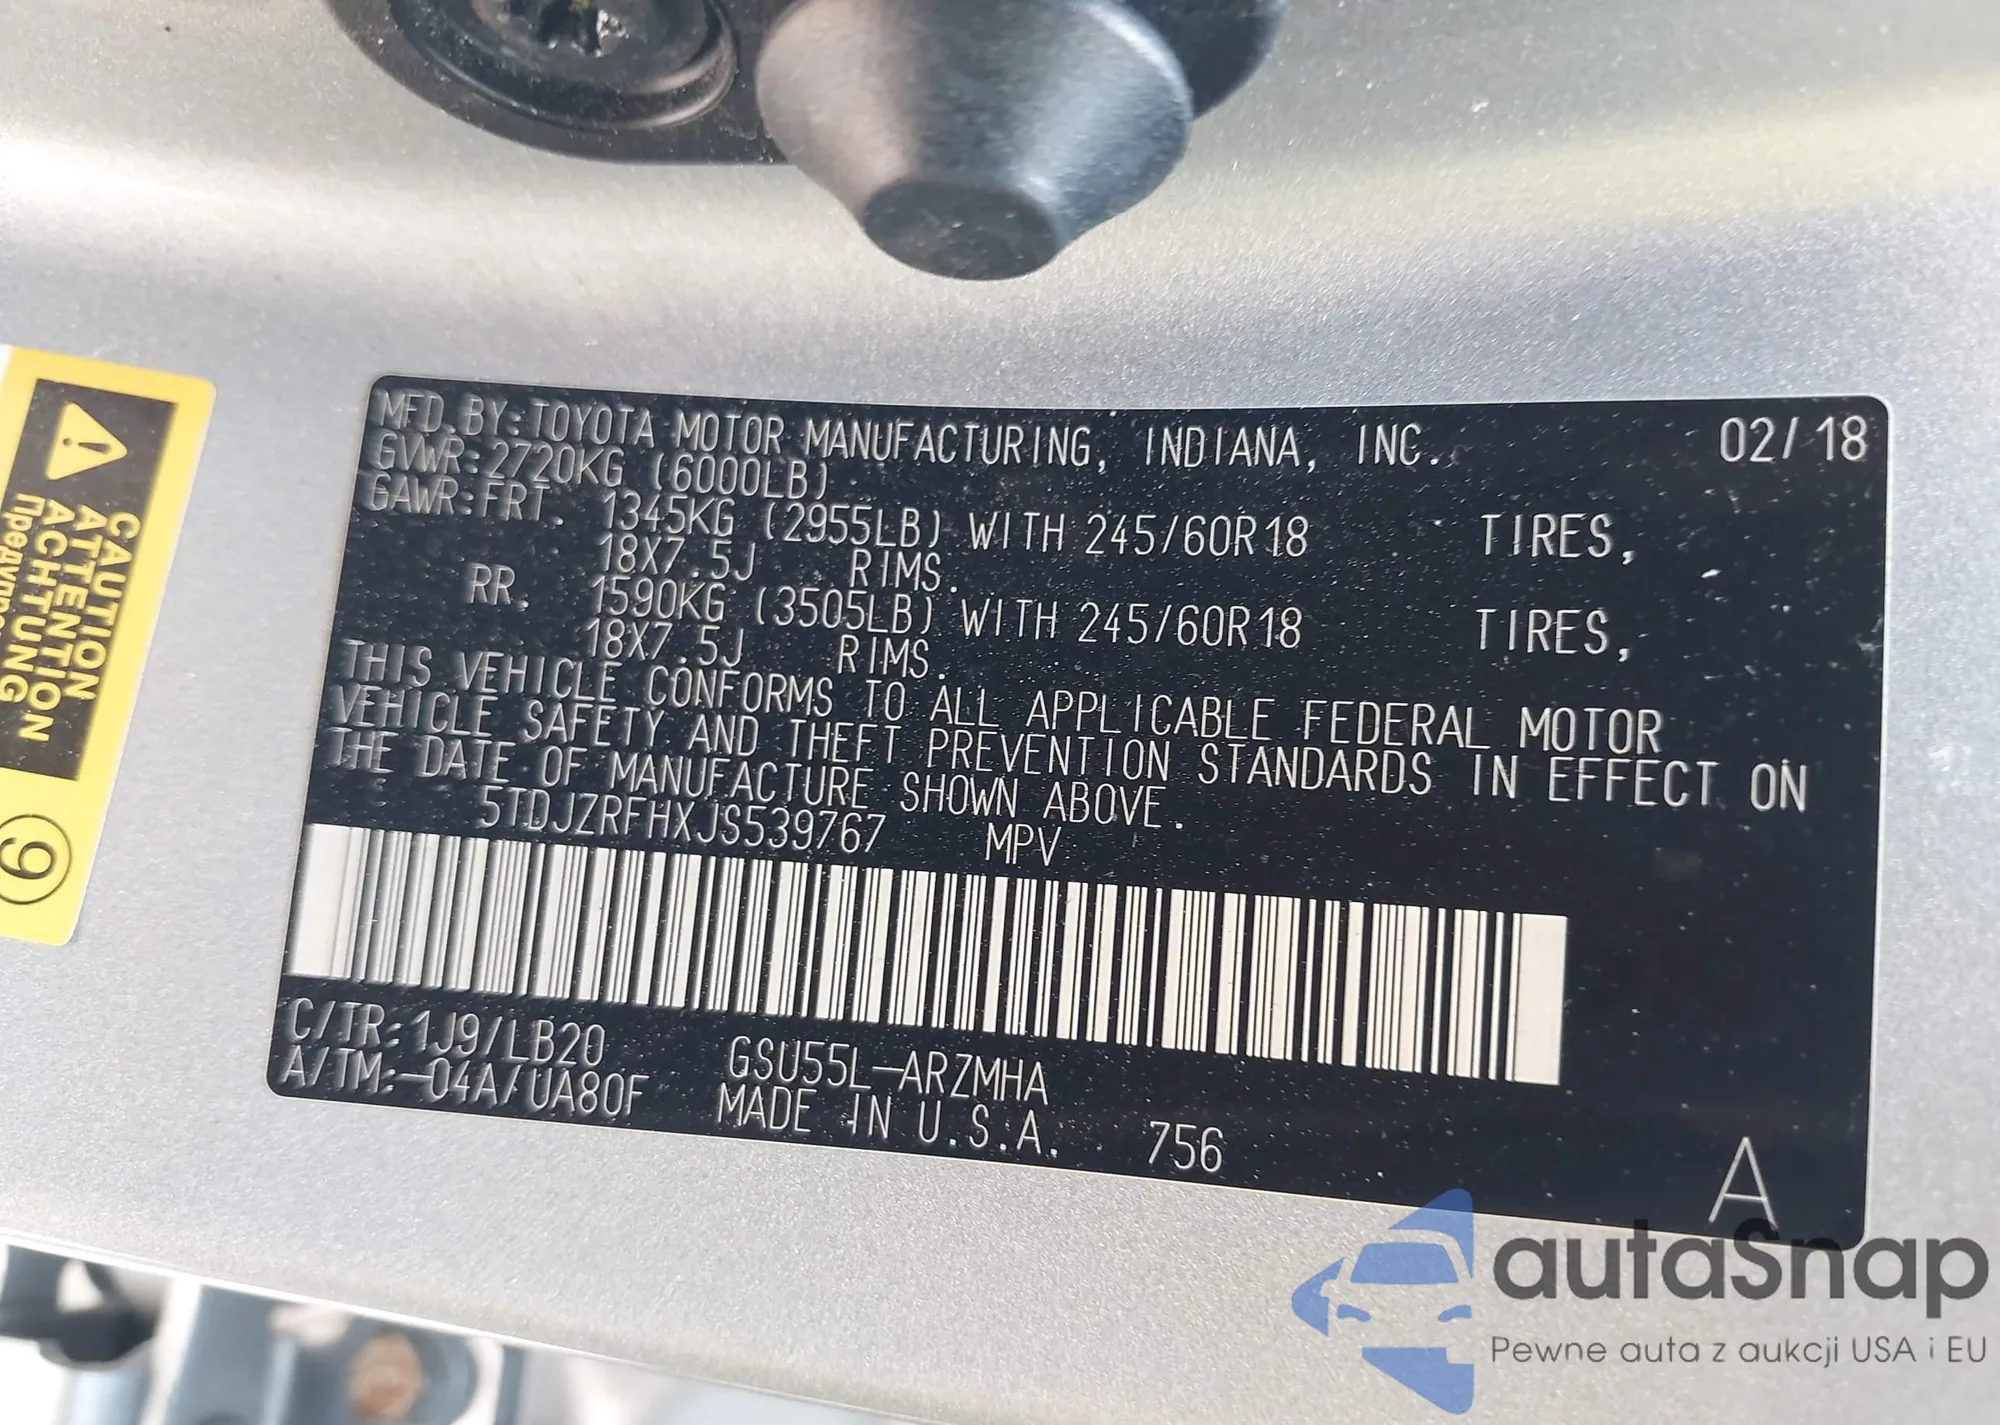 MFD. BY: TOYOTA MOTOR MANUFACTURING, INDIANA, INC. 02/18
GVWR: 2720KG (6000LB)
GAWR: FRT. 1345KG (2955LB) WITH 245/60R18 TIRES,
18X7.5J RIMS.
RR. 1590KG (3505LB) WITH 245/60R18 TIRES,
18X7.5J RIMS.
THIS VEHICLE CONFORMS TO ALL APPLICABLE FEDERAL MOTOR
VEHICLE SAFETY AND THEFT PREVENTION STANDARDS IN EFFECT ON
THE DATE OF MANUFACTURE SHOWN ABOVE.
5TDJZRFHXJS539767 MPV
C/TR: 1J9/LB20 GSU55L-ARZMHA
A/TM: -04A/UA80F MADE IN U.S.A. 756
A
CAUTION
ATTENTION
ACHTUNG
9
autaSnap
Pewne auta z aukcji USA i EU